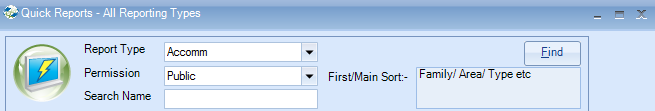 Quick Reports - All Reporting Types
Report Type Accomm Find
Permission Public First/Main Sort:- Family/ Area/ Type etc
Search Name